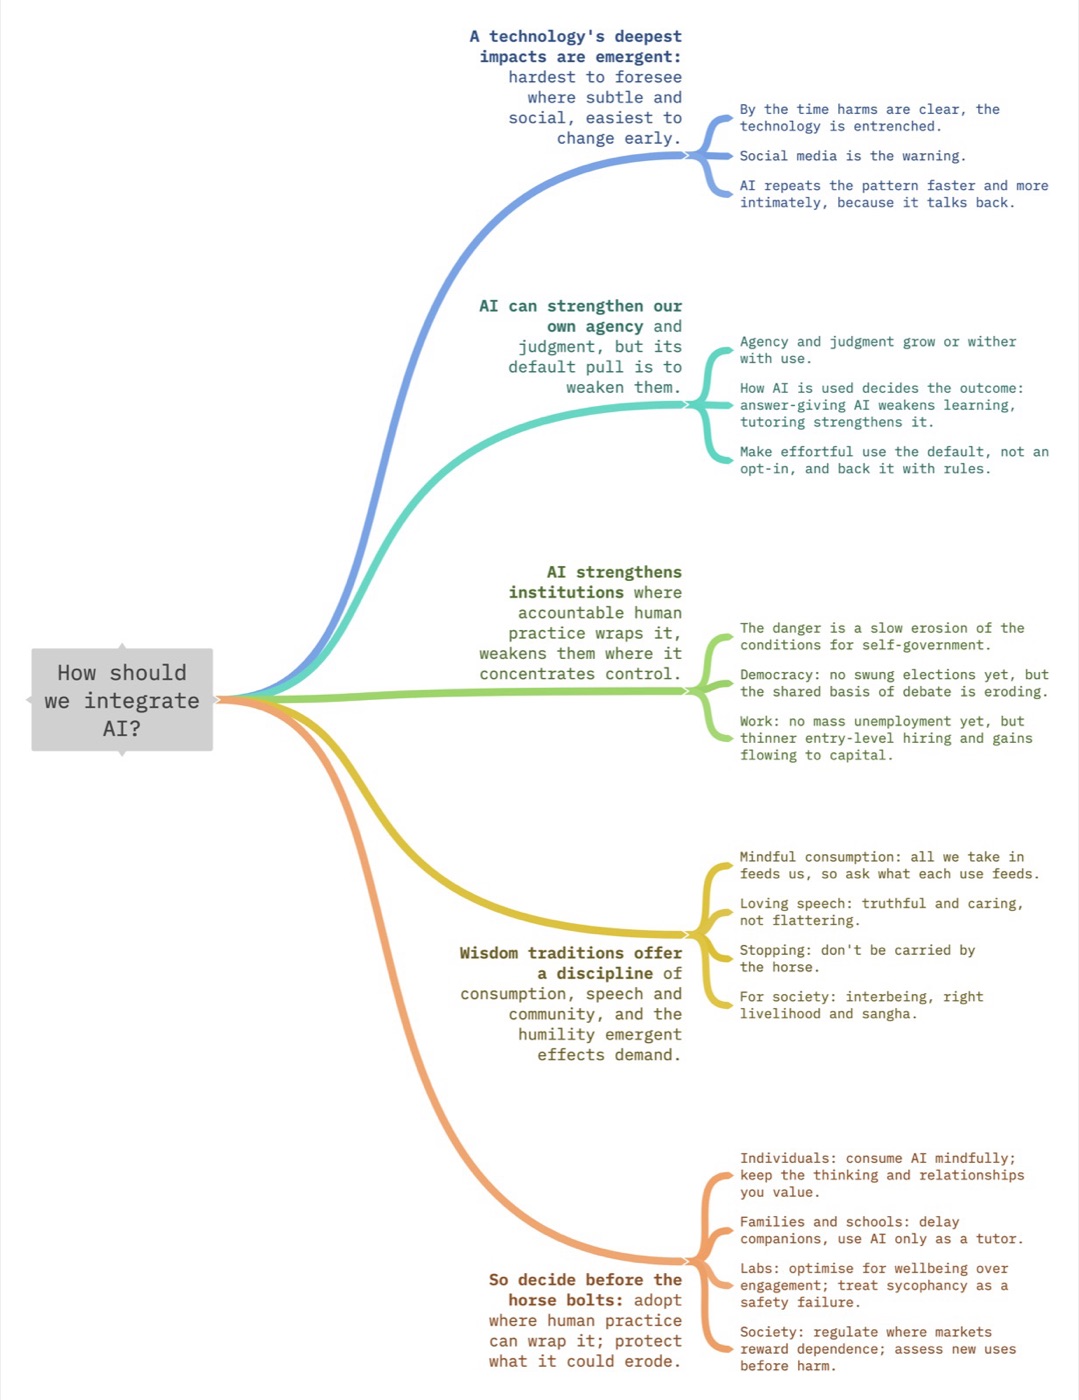 How should
we integrate
AI?
A technology's deepest
impacts are emergent:
hardest to foresee
where subtle and
social, easiest to
change early.
By the time harms are clear, the
technology is entrenched.
Social media is the warning.
AI repeats the pattern faster and more
intimately, because it talks back.
AI can strengthen our
own agency and
judgment, but its
default pull is to
weaken them.
Agency and judgment grow or wither
with use.
How AI is used decides the outcome:
answer-giving AI weakens learning,
tutoring strengthens it.
Make effortful use the default, not an
opt-in, and back it with rules.
AI strengthens
institutions where
accountable human
practice wraps it,
weakens them where it
concentrates control.
The danger is a slow erosion of the
conditions for self-government.
Democracy: no swung elections yet, but
the shared basis of debate is eroding.
Work: no mass unemployment yet, but
thinner entry-level hiring and gains
flowing to capital.
Wisdom traditions offer
a discipline of
consumption, speech and
community, and the
humility emergent
effects demand.
Mindful consumption: all we take in
feeds us, so ask what each use feeds.
Loving speech: truthful and caring,
not flattering.
Stopping: don't be carried by
the horse.
For society: interbeing, right
livelihood and sangha.
So decide before the
horse bolts: adopt
where human practice
can wrap it; protect
what it could erode.
Individuals: consume AI mindfully;
keep the thinking and relationships
you value.
Families and schools: delay
companions, use AI only as a tutor.
Labs: optimise for wellbeing over
engagement; treat sycophancy as a
safety failure.
Society: regulate where markets
reward dependence; assess new uses
before harm.